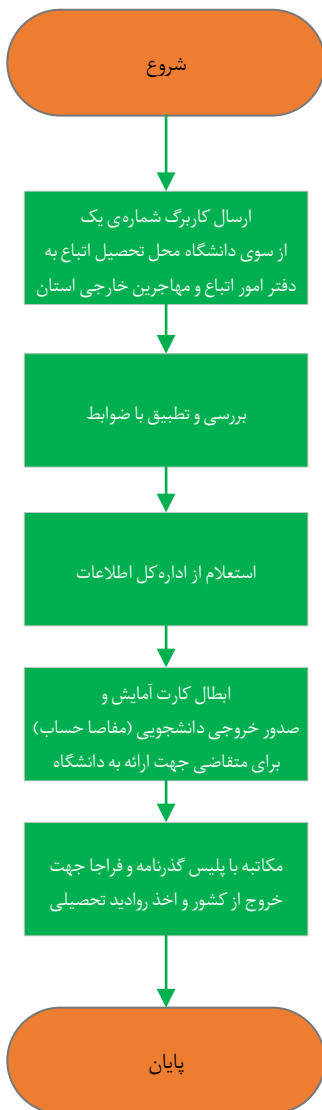 شروع
ارسال کاربرگ شماره‌ی یک
از سوی دانشگاه محل تحصیل اتباع به
دفتر امور اتباع و مهاجرین خارجی استان
بررسی و تطبیق با ضوابط
استعلام از اداره‌کل اطلاعات
ابطال کارت آمایش و
صدور خروجی دانشجویی (مفاصا حساب)
برای متقاضی جهت ارائه به دانشگاه
مکاتبه با پلیس گذرنامه و فراجا جهت
خروج از کشور و اخذ روادید تحصیلی
پایان